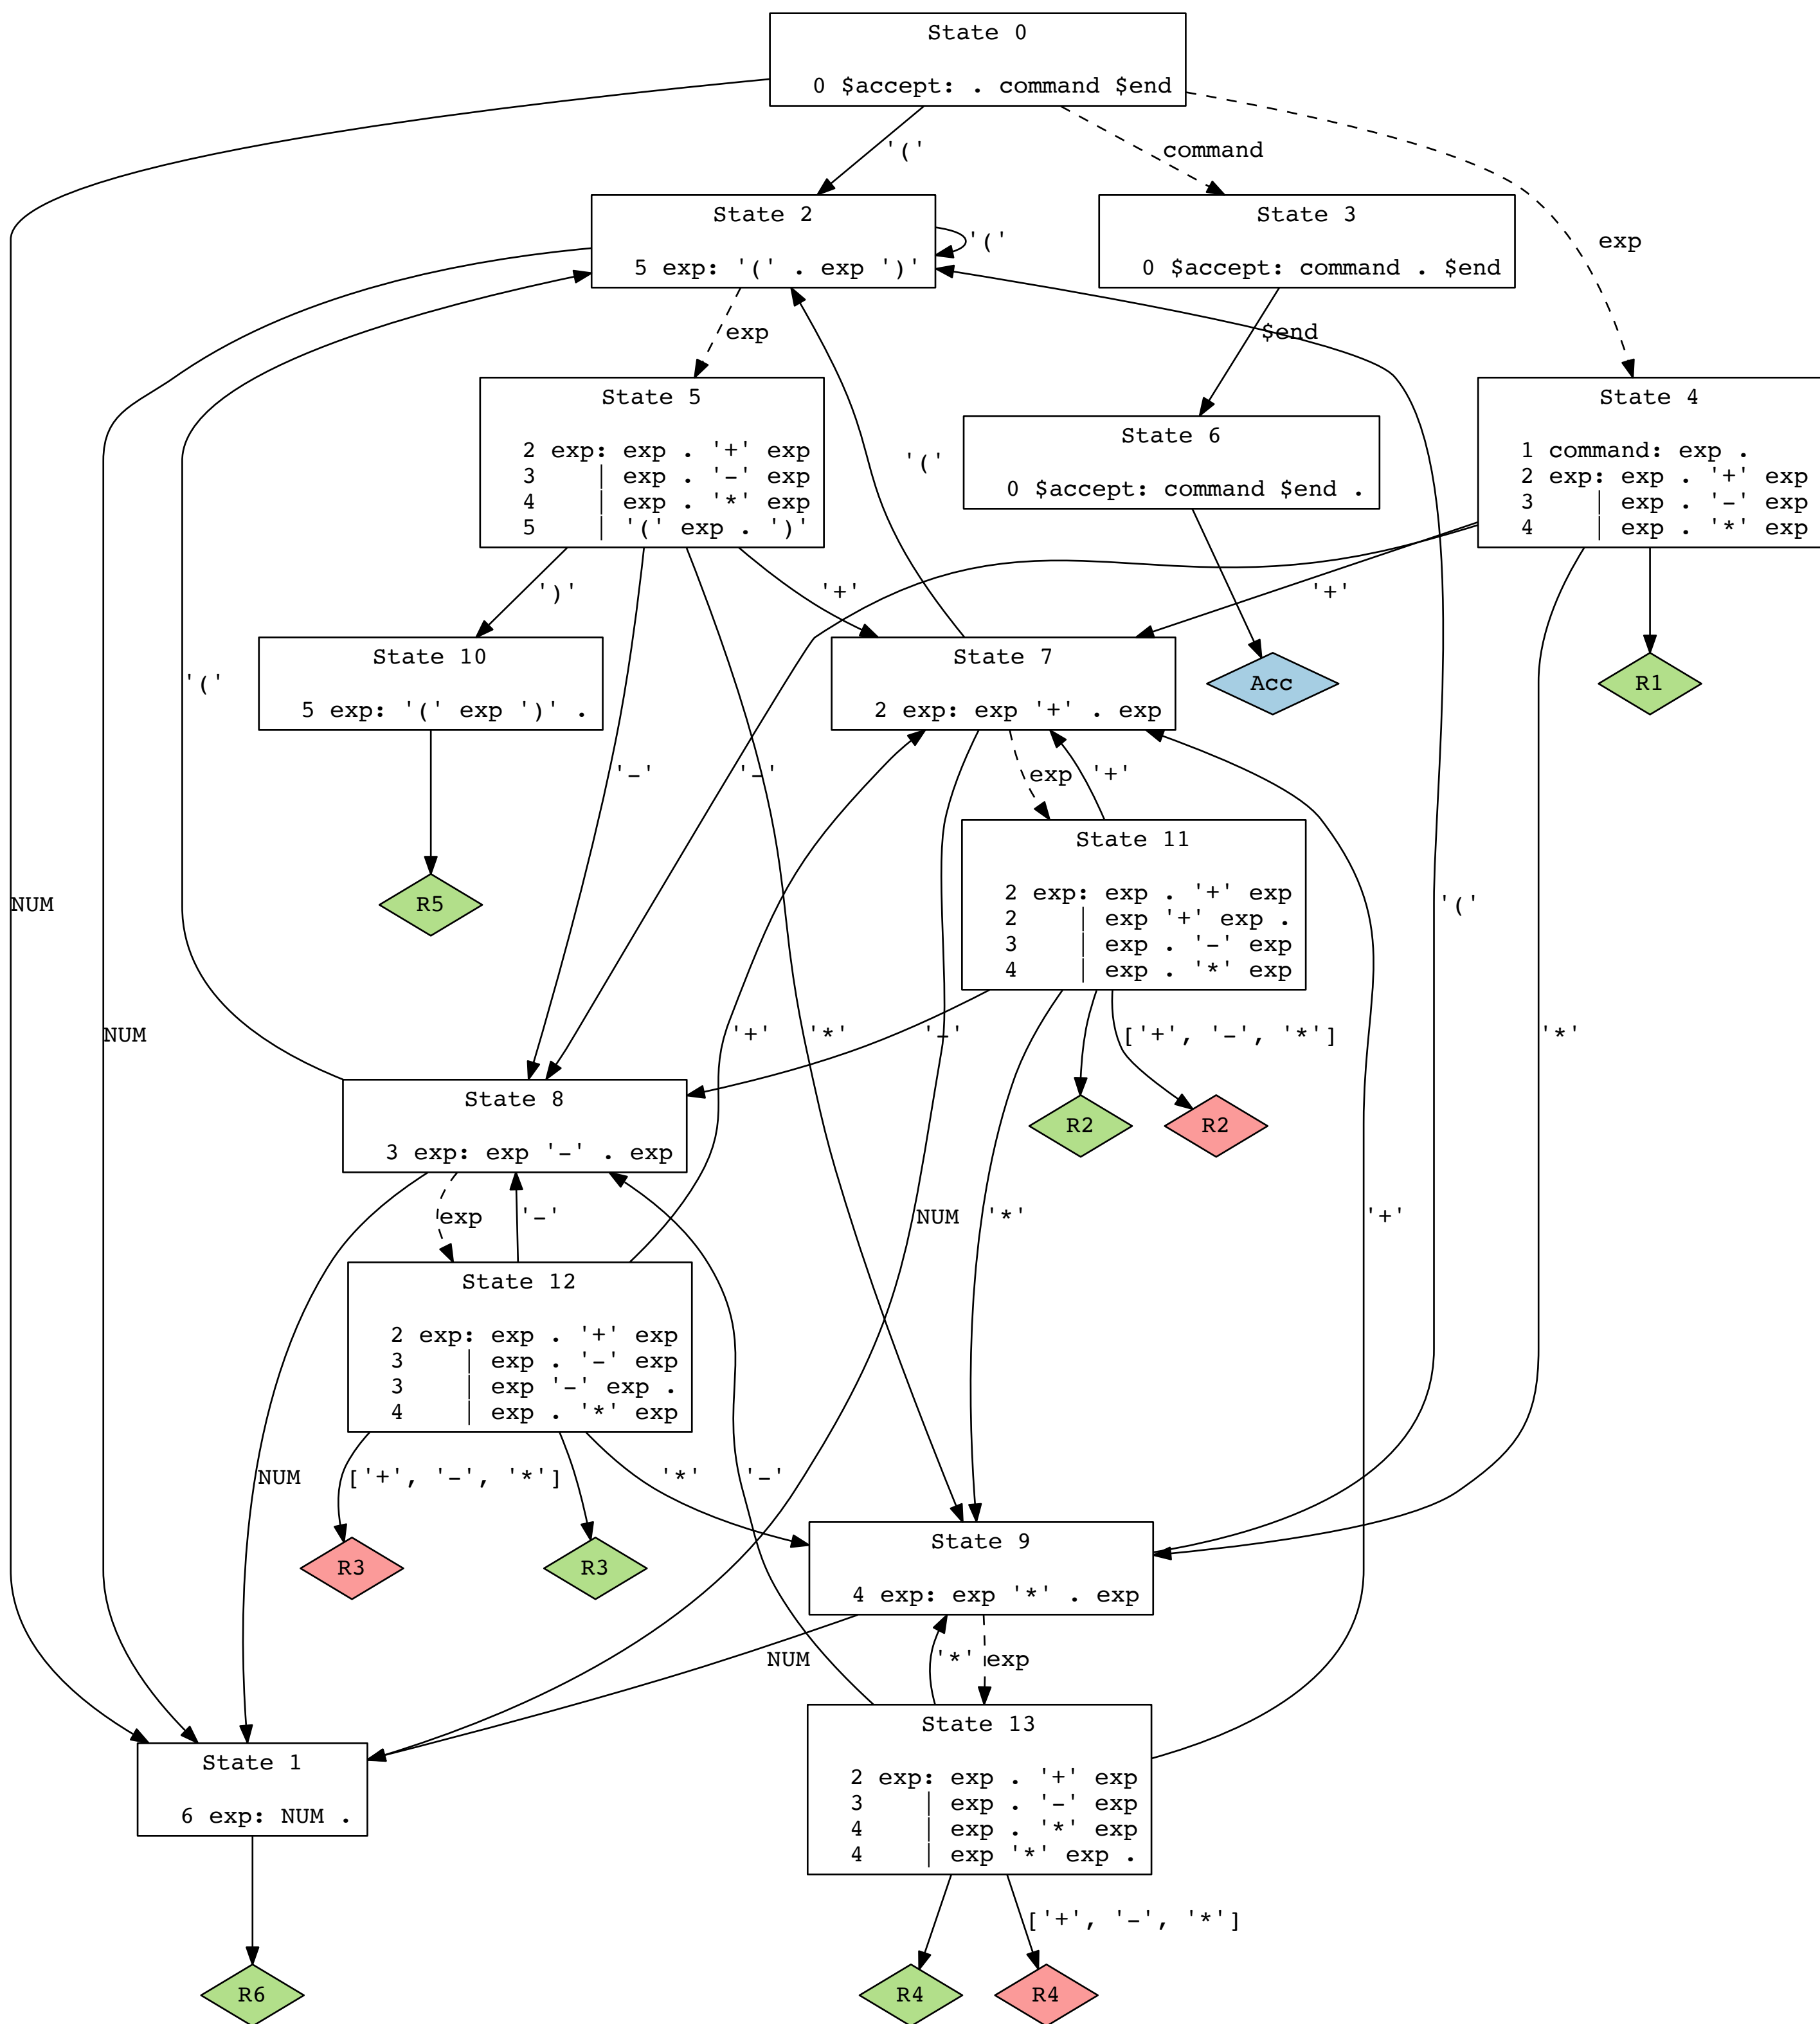 State 0
0 $accept: . command $end
'('
command
exp
State 2
5 exp: '(' . exp ')'
'('
State 3
0 $accept: command . $end
exp
$end
State 5
2 exp: exp . '+' exp
3 | exp . '-' exp
4 | exp . '*' exp
5 | '(' exp . ')'
'('
State 6
0 $accept: command $end .
State 4
1 command: exp .
2 exp: exp . '+' exp
3 | exp . '-' exp
4 | exp . '*' exp
')'
'+'
'+'
'('
State 10
5 exp: '(' exp ')' .
State 7
2 exp: exp '+' . exp
Acc
R1
'-'
'-'
exp
'+'
NUM
R5
State 11
2 exp: exp . '+' exp
2 | exp '+' exp .
3 | exp . '-' exp
4 | exp . '*' exp
'('
NUM
'+'
'*'
'-'
['+', '-', '*']
'*'
State 8
3 exp: exp '-' . exp
R2
R2
exp
'-'
NUM
'*'
'+'
State 12
2 exp: exp . '+' exp
3 | exp . '-' exp
3 | exp '-' exp .
4 | exp . '*' exp
NUM
['+', '-', '*']
'*'
'-'
R3
R3
State 9
4 exp: exp '*' . exp
NUM
'*'
exp
State 1
6 exp: NUM .
State 13
2 exp: exp . '+' exp
3 | exp . '-' exp
4 | exp . '*' exp
4 | exp '*' exp .
['+', '-', '*']
R6
R4
R4